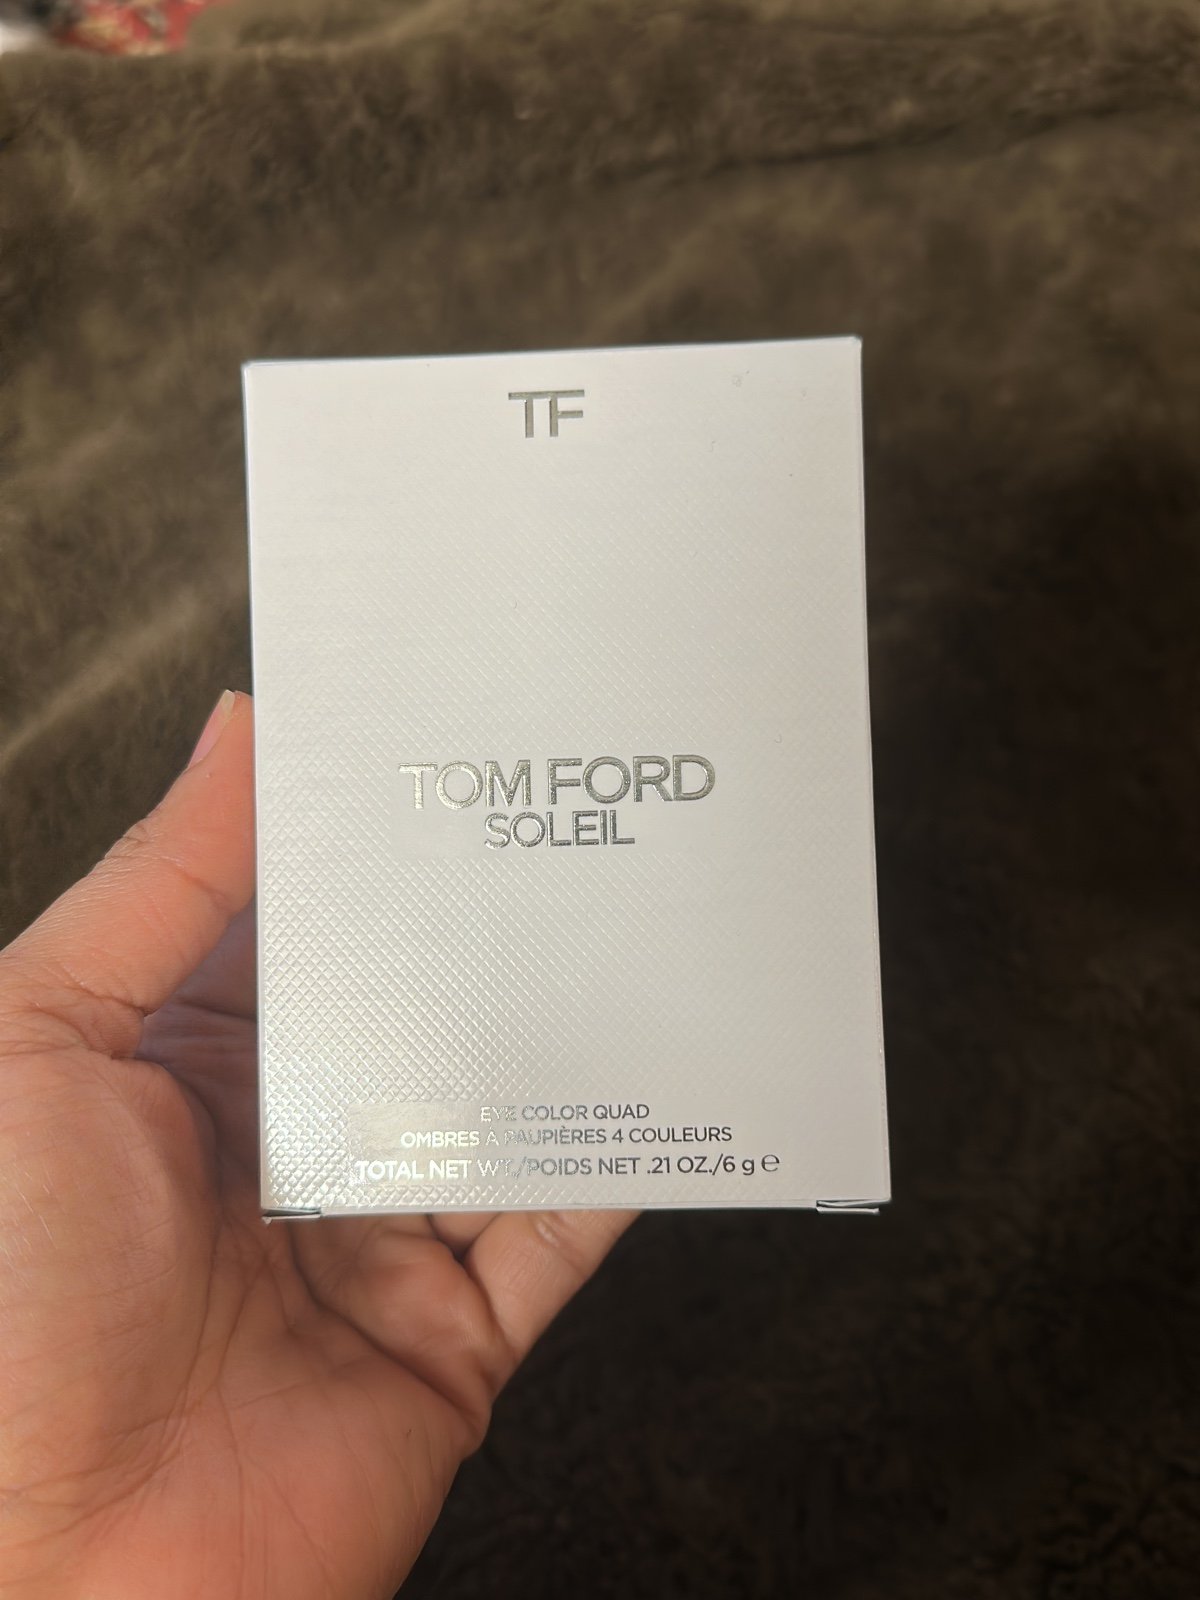 TF
TOM FORD
SOLEIL
EYE COLOR QUAD
OMBRES À PAUPIÈRES 4 COULEURS
TOTAL NET WT./POIDS NET .21 OZ./6 g ℮